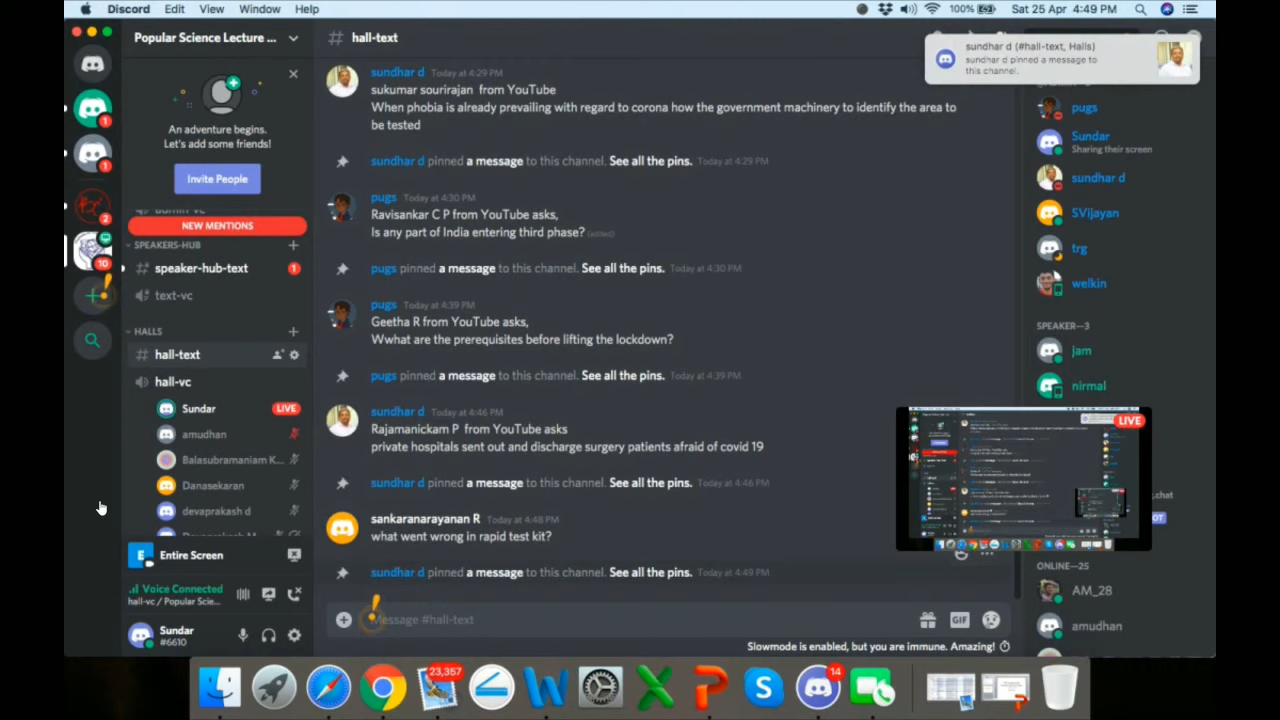 Discord Edit View Window Help
100% Sat 25 Apr 4:49 PM
Popular Science Lecture ...
An adventure begins.
Let's add some friends!
Invite People
1
1
2
10
NEW MENTIONS
SPEAKERS-HUB
speaker-hub-text 1
text-vc
HALLS
hall-text
hall-vc
Sundar LIVE
amudhan
Balasubramaniam K...
Danasekaran
devaprakash d
Entire Screen
Voice Connected
hall-vc / Popular Scie...
Sundar
#6610
# hall-text
sundhar d Today at 4:29 PM
sukumar sourirajan from YouTube
When phobia is already prevailing with regard to corona how the government machinery to identify the area to
be tested
sundhar d pinned a message to this channel. See all the pins. Today at 4:29 PM
pugs Today at 4:30 PM
Ravisankar C P from YouTube asks,
Is any part of India entering third phase? (edited)
pugs pinned a message to this channel. See all the pins. Today at 4:30 PM
pugs Today at 4:39 PM
Geetha R from YouTube asks,
Wwhat are the prerequisites before lifting the lockdown?
pugs pinned a message to this channel. See all the pins. Today at 4:39 PM
sundhar d Today at 4:46 PM
Rajamanickam P from YouTube asks
private hospitals sent out and discharge surgery patients afraid of covid 19
sundhar d pinned a message to this channel. See all the pins. Today at 4:46 PM
sankaranarayanan R Today at 4:48 PM
what went wrong in rapid test kit?
sundhar d pinned a message to this channel. See all the pins. Today at 4:49 PM
Message #hall-text
GIF
Slowmode is enabled, but you are immune. Amazing!
sundhar d (#hall-text, Halls)
sundhar d pinned a message to
this channel.
pugs
Sundar
Sharing their screen
sundhar d
SVijayan
trg
welkin
SPEAKER—3
jam
nirmal
LIVE
ONLINE—25
AM_28
amudhan
23,357
14